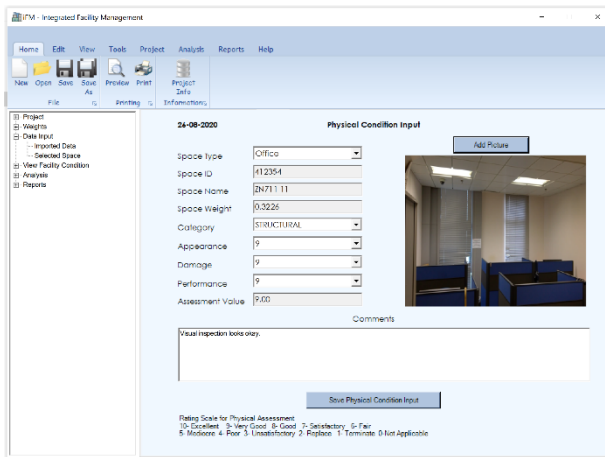 iFM - Integrated Facility Management
Home Edit View Tools Project Analysis Reports Help
New Open Save Save As Preview Print Project Info
File Printing Information
Project
Weights
Data Input
Imported Data
Selected Space
View Facility Condition
Analysis
Reports
26-08-2020 Physical Condition Input
Add Picture
Space Type Office
Space ID 412354
Space Name ZN711 11
Space Weight 0.3226
Category STRUCTURAL
Appearance 9
Damage 9
Performance 9
Assessment Value 9.00
Comments
Visual inspection looks okay.
Save Physical Condition Input
Rating Scale for Physical Assessment
10- Excellent 9- Very Good 8- Good 7- Satisfactory 6- Fair
5- Mediocre 4- Poor 3- Unsatisfactory 2- Replace 1- Terminate 0-Not Applicable